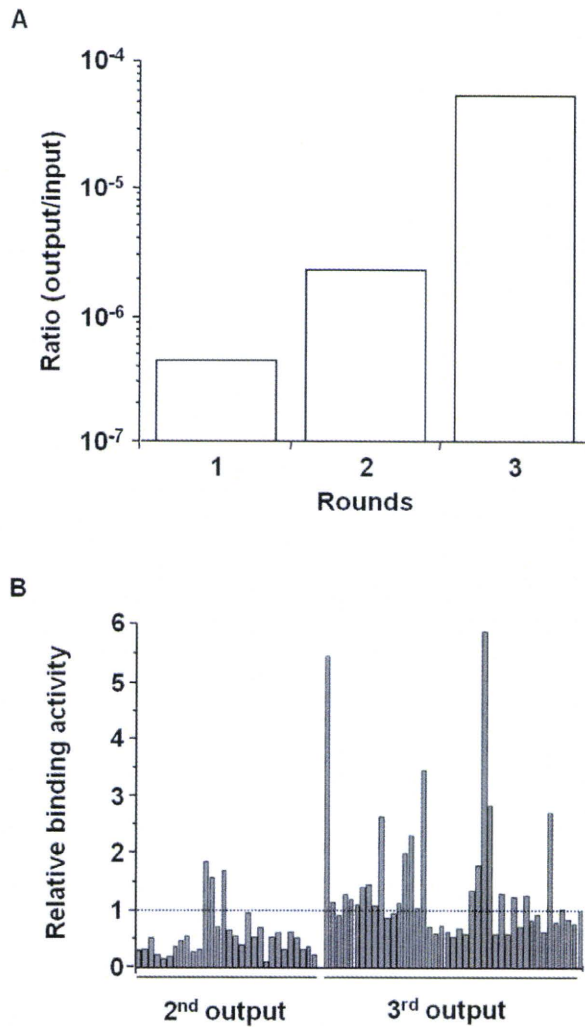 A
Ratio (output/input)
10-4
10-5
10-6
10-7
1 2 3
Rounds
B
Relative binding activity
6
5
4
3
2
1
0
2nd output 3rd output